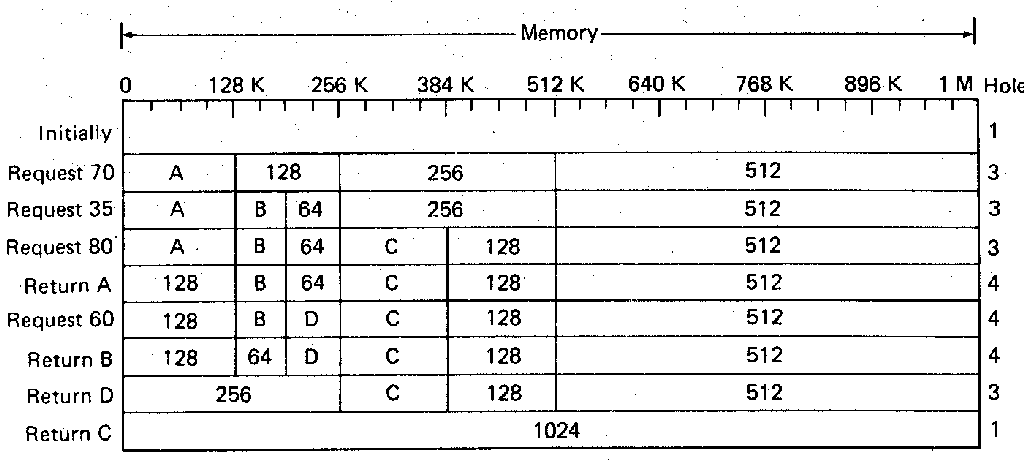 Memory
0 128 K 256 K 384 K 512 K 640 K 768 K 896 K 1 M Hole
Initially 1
Request 70 A 128 256 512 3
Request 35 A B 64 256 512 3
Request 80 A B 64 C 128 512 3
Return A 128 B 64 C 128 512 4
Request 60 128 B D C 128 512 4
Return B 128 64 D C 128 512 4
Return D 256 C 128 512 3
Return C 1024 1